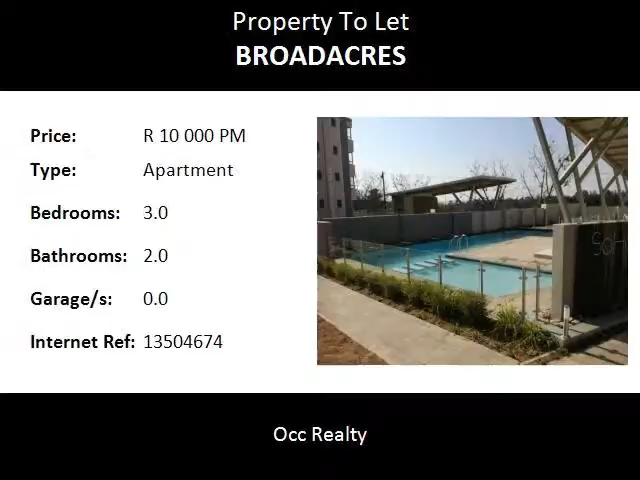 Property To Let
BROADACRES
Price: R 10 000 PM
Type: Apartment
Bedrooms: 3.0
Bathrooms: 2.0
Garage/s: 0.0
Internet Ref: 13504674
Occ Realty